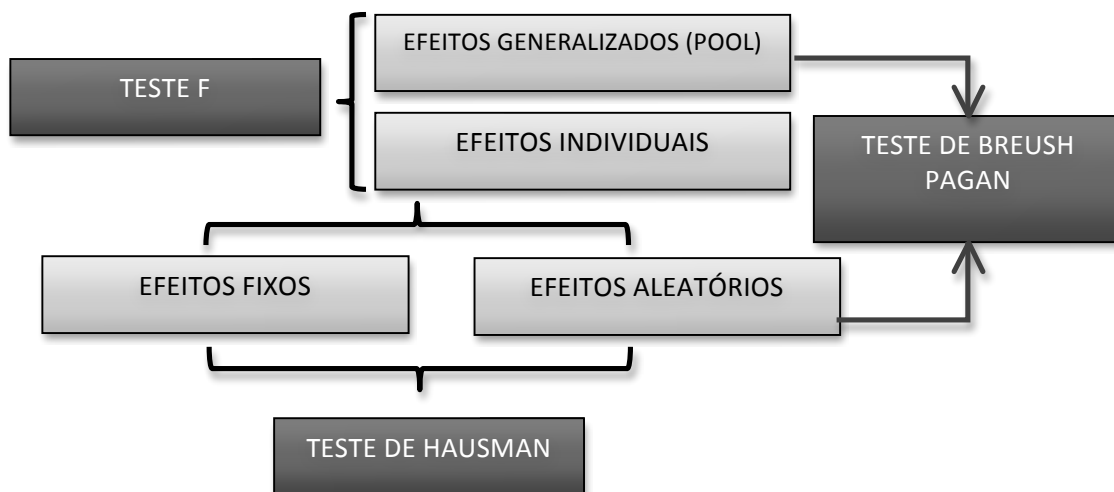 EFEITOS GENERALIZADOS (POOL)
TESTE F
EFEITOS INDIVIDUAIS
TESTE DE BREUSH
PAGAN
EFEITOS FIXOS
EFEITOS ALEATÓRIOS
TESTE DE HAUSMAN